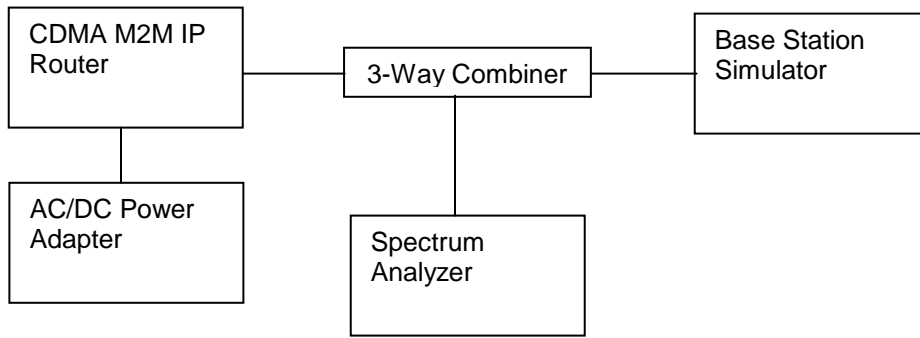 CDMA M2M IP
Router
3-Way Combiner
Base Station
Simulator
AC/DC Power
Adapter
Spectrum
Analyzer